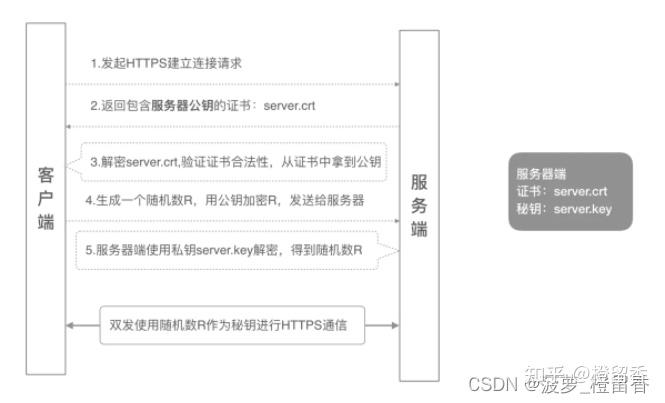 1.发起HTTPS建立连接请求
2.返回包含服务器公钥的证书：server.crt
3.解密server.crt,验证证书合法性，从证书中拿到公钥
4.生成一个随机数R，用公钥加密R，发送给服务器
5.服务器端使用私钥server.key解密，得到随机数R
双发使用随机数R作为秘钥进行HTTPS通信
客户端
服务端
服务器端
证书：server.crt
秘钥：server.key
知乎 @橙留香
CSDN @菠萝_橙留香